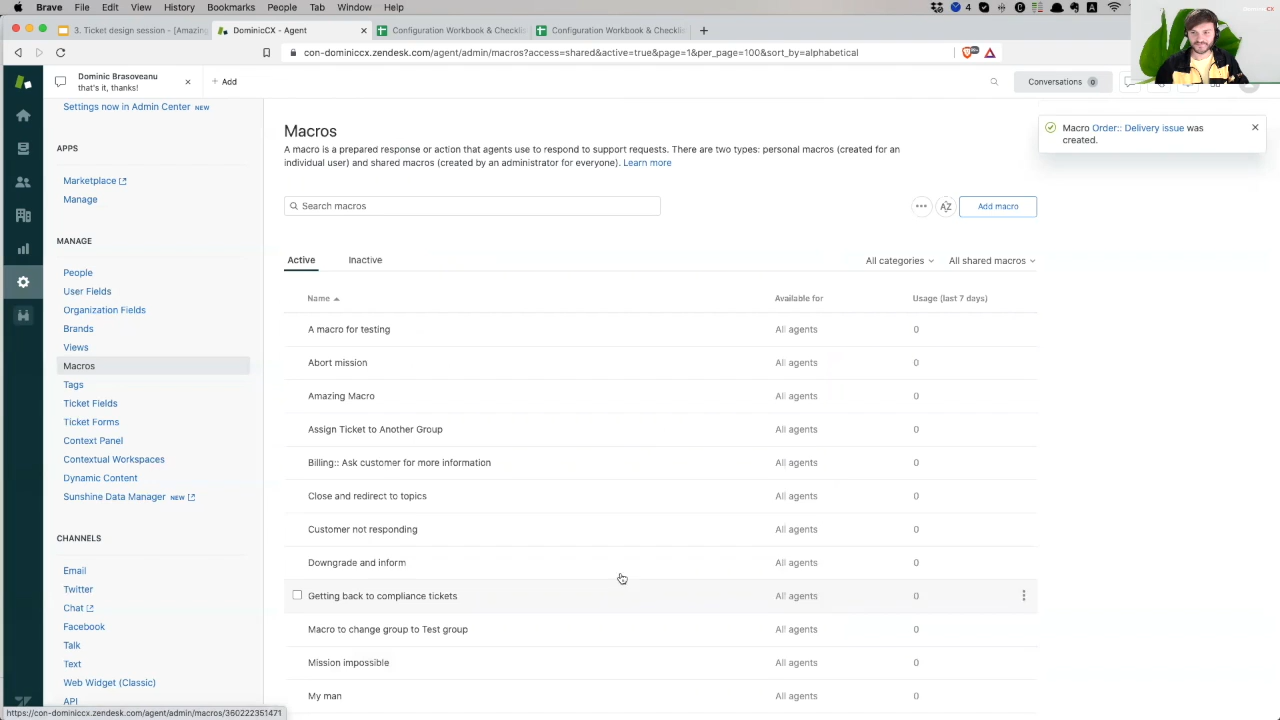 Brave File Edit View History Bookmarks People Tab Window Help
3. Ticket design session - [Amazing
DominicCX - Agent
Configuration Workbook & Checklis
Configuration Workbook & Checklis
con-dominiccx.zendesk.com/agent/admin/macros?access=shared&active=true&page=1&per_page=100&sort_by=alphabetical
Dominic Brasoveanu
that's it, thanks!
+ Add
Conversations 0
Settings now in Admin Center NEW
APPS
Marketplace
Manage
MANAGE
People
User Fields
Organization Fields
Brands
Views
Macros
Tags
Ticket Fields
Ticket Forms
Context Panel
Contextual Workspaces
Dynamic Content
Sunshine Data Manager NEW
CHANNELS
Email
Twitter
Chat
Facebook
Talk
Text
Web Widget (Classic)
API
Macros
A macro is a prepared response or action that agents use to respond to support requests. There are two types: personal macros (created for an
individual user) and shared macros (created by an administrator for everyone). Learn more
Macro Order:: Delivery issue was
created.
Search macros
Add macro
Active Inactive All categories All shared macros
Name Available for Usage (last 7 days)
A macro for testing All agents 0
Abort mission All agents 0
Amazing Macro All agents 0
Assign Ticket to Another Group All agents 0
Billing:: Ask customer for more information All agents 0
Close and redirect to topics All agents 0
Customer not responding All agents 0
Downgrade and inform All agents 0
Getting back to compliance tickets All agents 0
Macro to change group to Test group All agents 0
Mission impossible All agents 0
My man All agents 0
https://con-dominiccx.zendesk.com/agent/admin/macros/360222351471